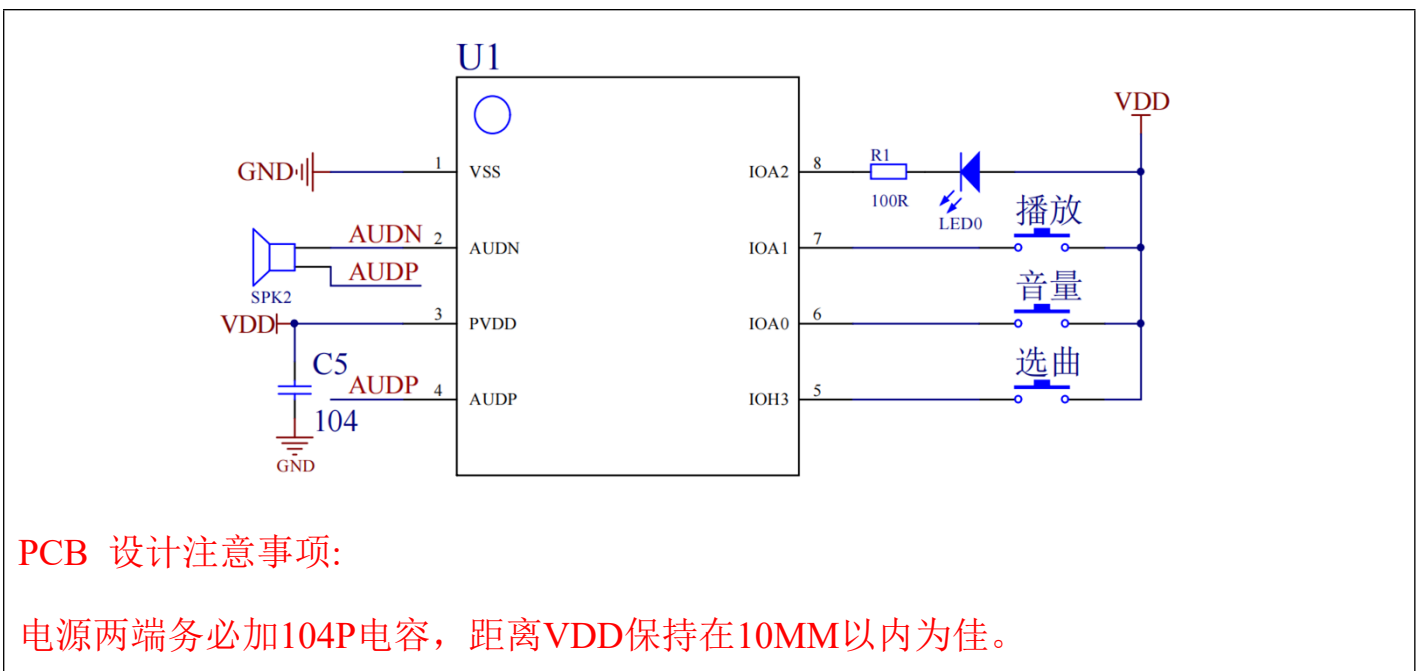 U1
VDD
GND
1
VSS
IOA2
8
R1
100R
LED0
播放
AUDN
2
AUDN
IOA1
7
AUDP
SPK2
音量
VDD
3
PVDD
IOA0
6
C5
104
GND
选曲
AUDP
4
AUDP
IOH3
5
PCB 设计注意事项:
电源两端务必加104P电容，距离VDD保持在10MM以内为佳。